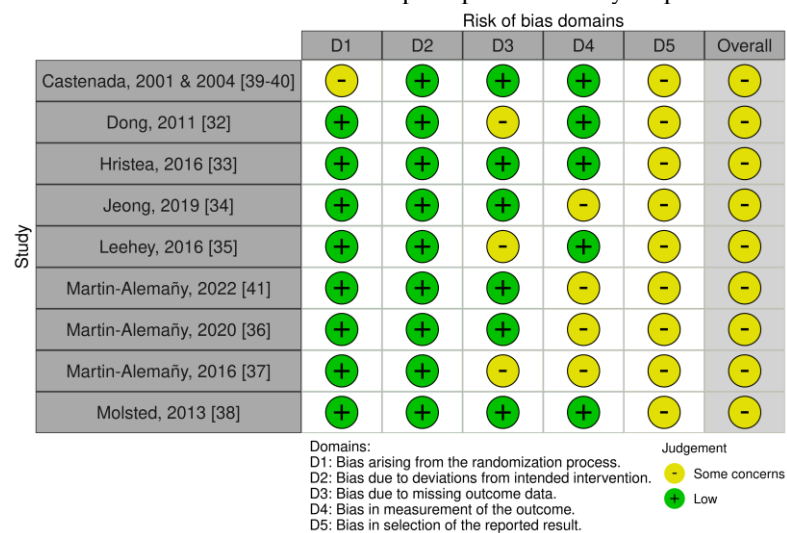 Risk of bias domains
D1 D2 D3 D4 D5 Overall
Study
Castenada, 2001 & 2004 [39-40] - + + + - -
Dong, 2011 [32] + + - + - -
Hristea, 2016 [33] + + + + - -
Jeong, 2019 [34] + + + - - -
Leehey, 2016 [35] + + - + - -
Martin-Alemañy, 2022 [41] + + + - - -
Martin-Alemañy, 2020 [36] + + + - - -
Martin-Alemañy, 2016 [37] + + - - - -
Molsted, 2013 [38] + + + + - -
Domains:
D1: Bias arising from the randomization process.
D2: Bias due to deviations from intended intervention.
D3: Bias due to missing outcome data.
D4: Bias in measurement of the outcome.
D5: Bias in selection of the reported result.
Judgement
- Some concerns
+ Low